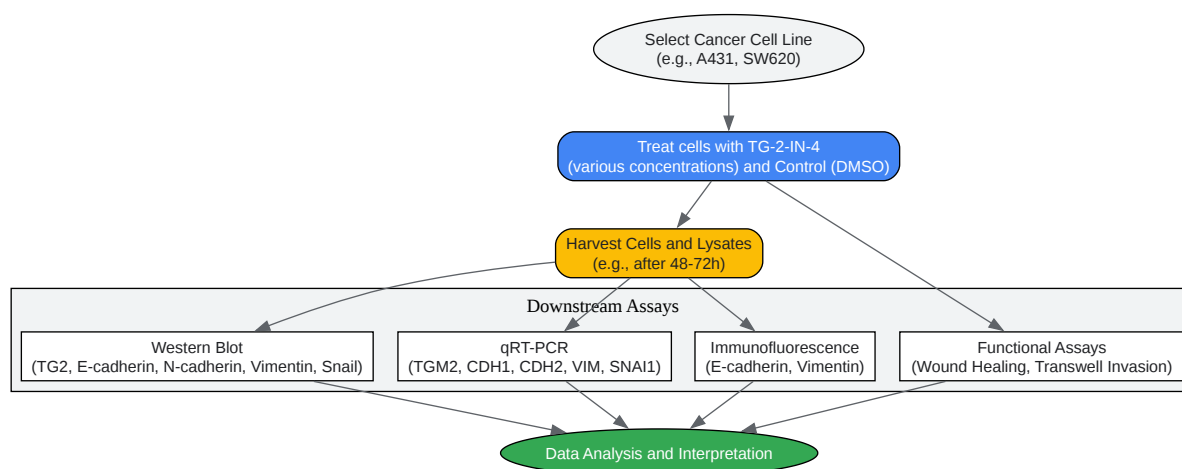 Select Cancer Cell Line
(e.g., A431, SW620)
Treat cells with TG-2-IN-4
(various concentrations) and Control (DMSO)
Harvest Cells and Lysates
(e.g., after 48-72h)
Downstream Assays
Western Blot
(TG2, E-cadherin, N-cadherin, Vimentin, Snail)
qRT-PCR
(TGM2, CDH1, CDH2, VIM, SNAI1)
Immunofluorescence
(E-cadherin, Vimentin)
Functional Assays
(Wound Healing, Transwell Invasion)
Data Analysis and Interpretation